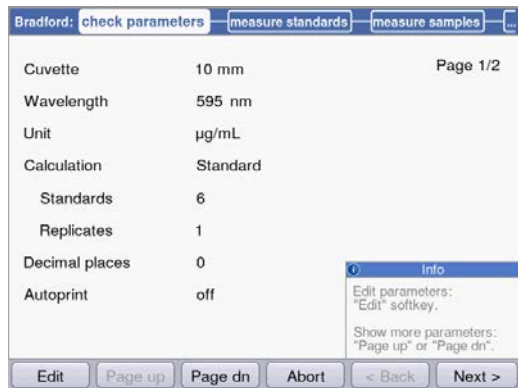 Bradford: check parameters measure standards measure samples ...
Cuvette 10 mm Page 1/2
Wavelength 595 nm
Unit µg/mL
Calculation Standard
Standards 6
Replicates 1
Decimal places 0
Autoprint off
Info
Edit parameters:
"Edit" softkey.
Show more parameters:
"Page up" or "Page dn".
Edit Page up Page dn Abort < Back Next >